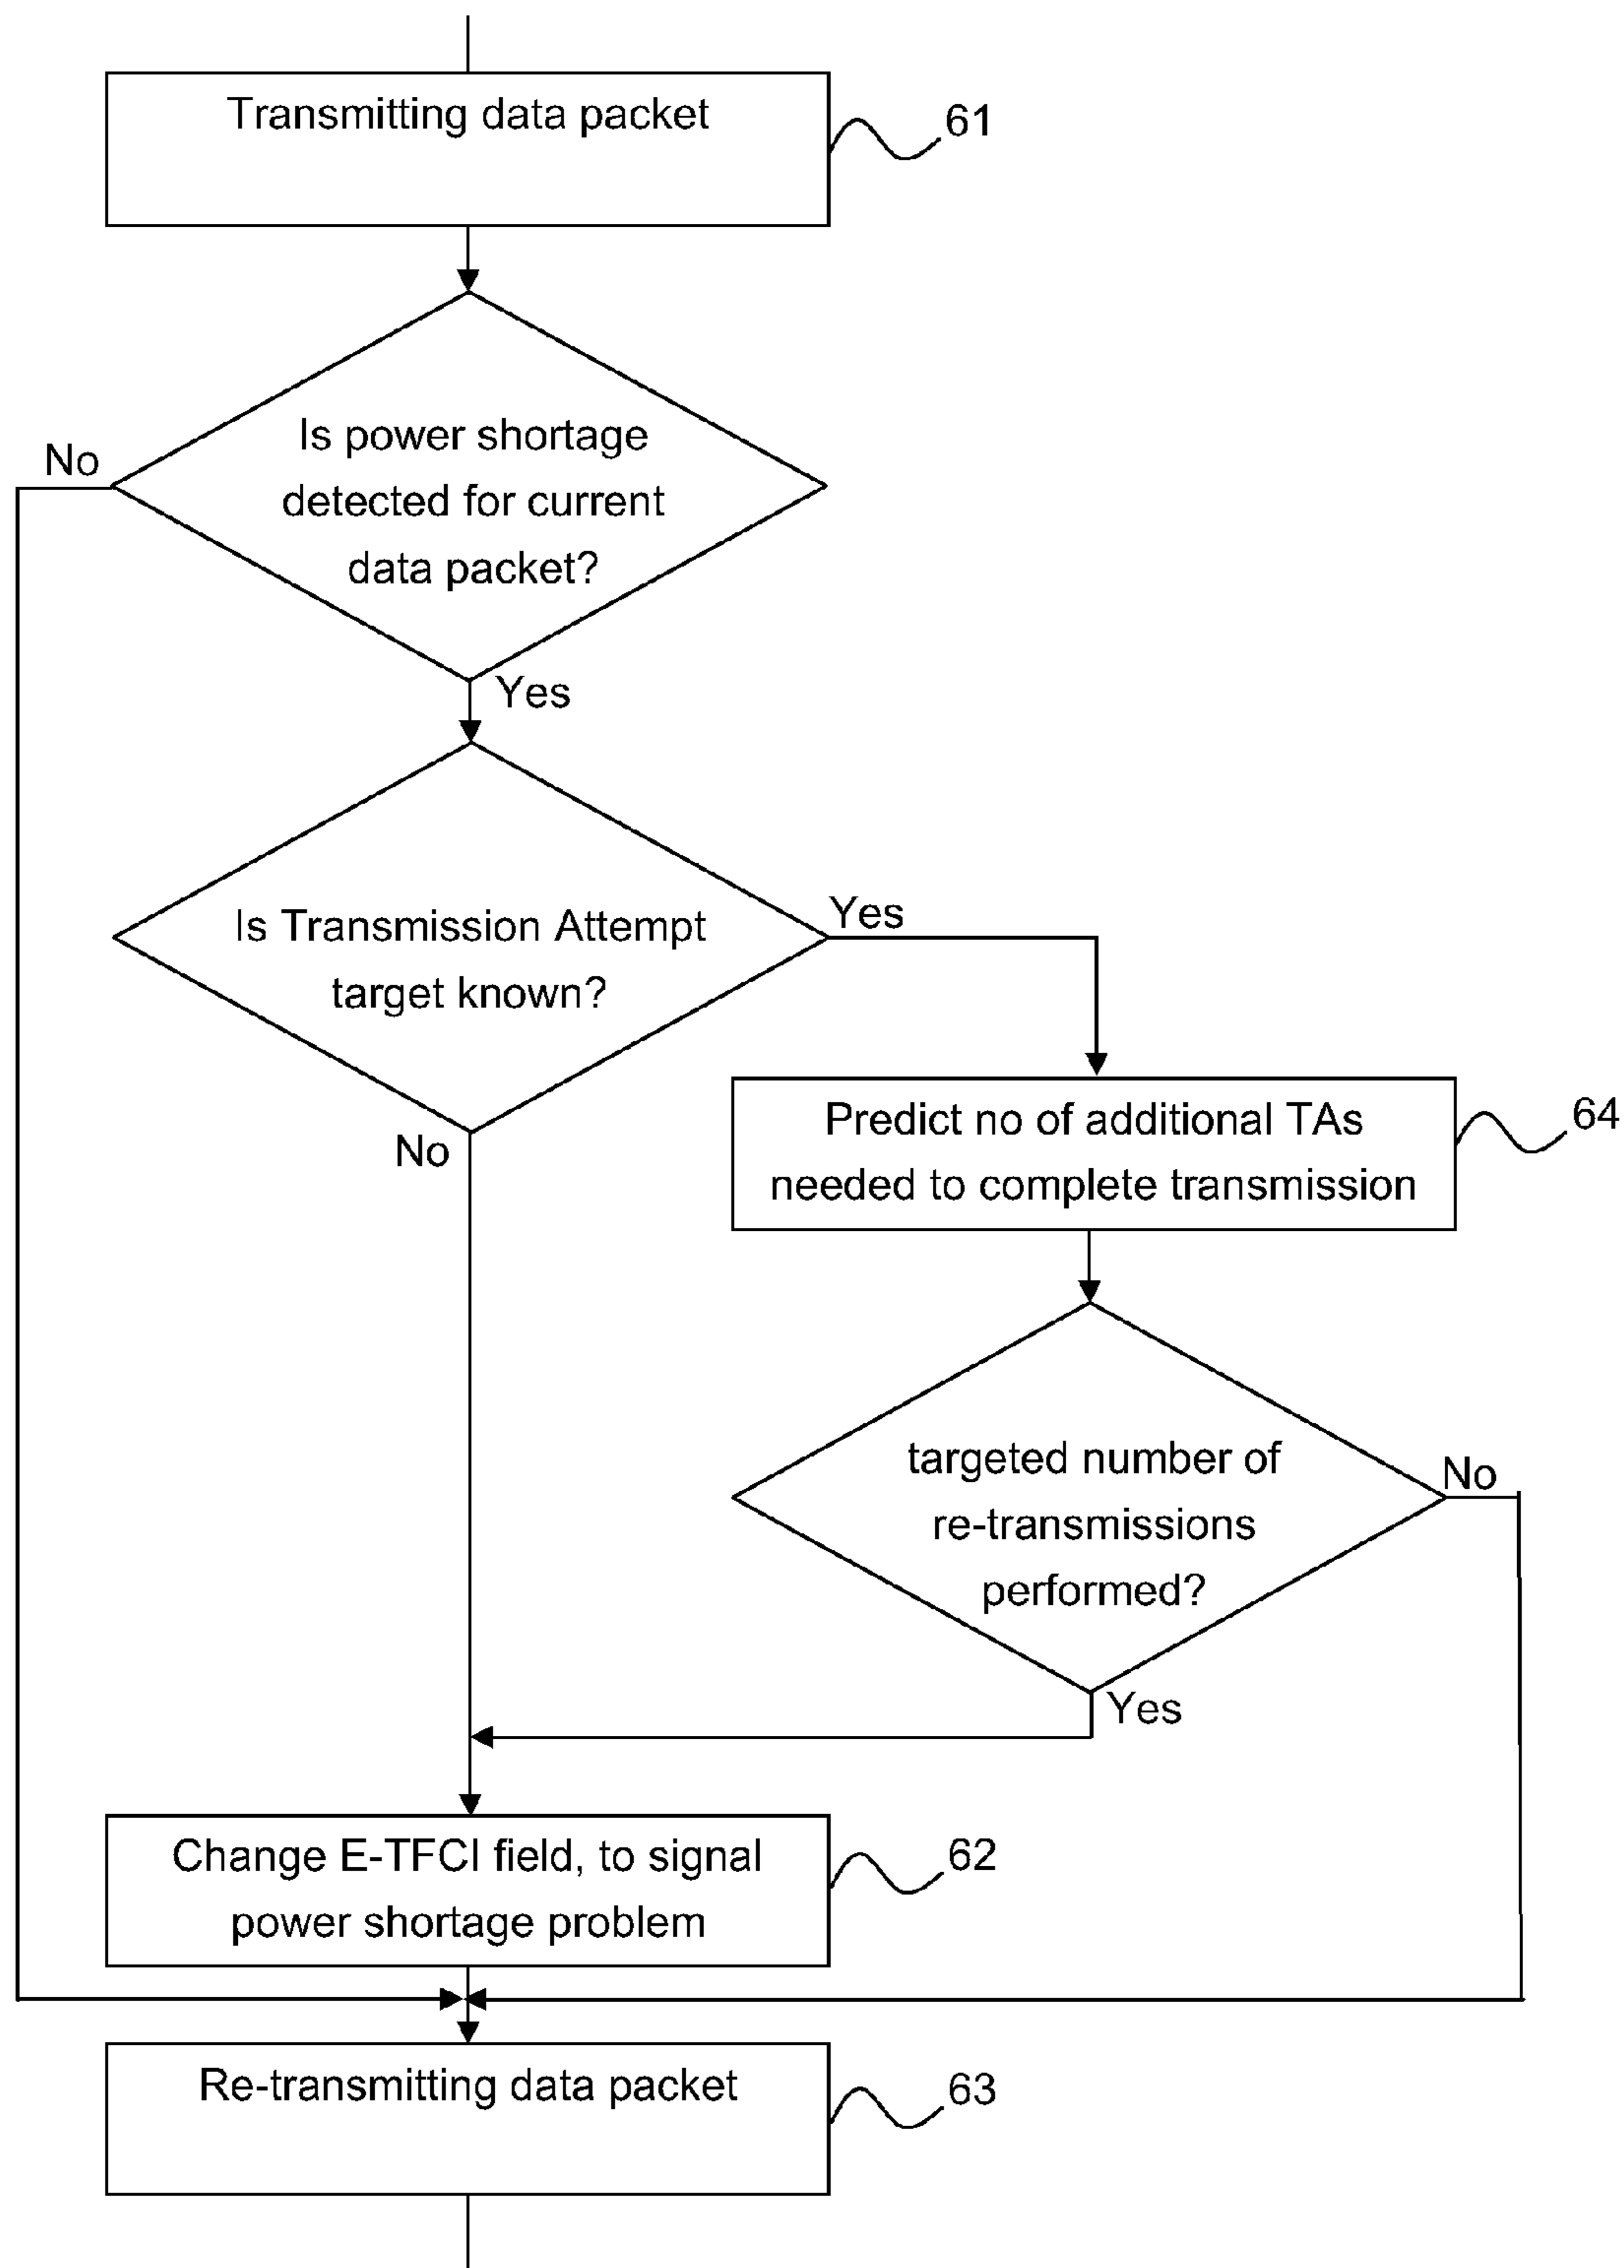 Transmitting data packet
61
Is power shortage
detected for current
data packet?
No
Yes
Is Transmission Attempt
target known?
Yes
No
Predict no of additional TAs
needed to complete transmission
64
targeted number of
re-transmissions
performed?
No
Yes
Change E-TFCI field, to signal
power shortage problem
62
Re-transmitting data packet
63